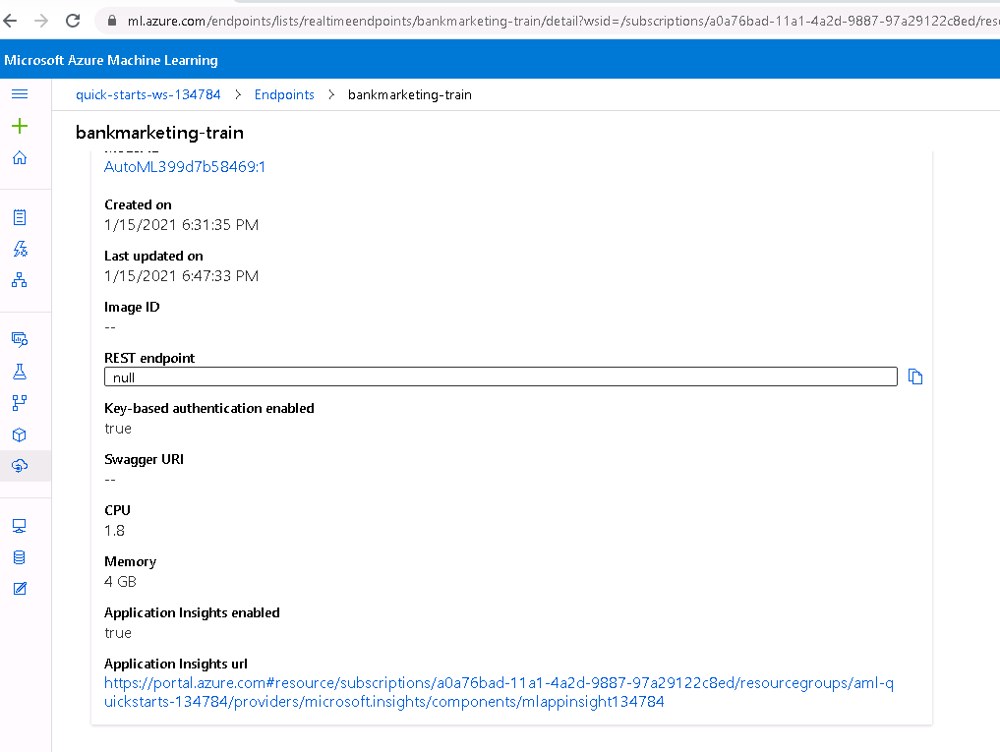 ml.azure.com/endpoints/lists/realtimeendpoints/bankmarketing-train/detail?wsid=/subscriptions/a0a76bad-11a1-4a2d-9887-97a29122c8ed/res
Microsoft Azure Machine Learning
quick-starts-ws-134784 > Endpoints > bankmarketing-train
bankmarketing-train
AutoML399d7b58469:1
Created on
1/15/2021 6:31:35 PM
Last updated on
1/15/2021 6:47:33 PM
Image ID
--
REST endpoint
null
Key-based authentication enabled
true
Swagger URI
--
CPU
1.8
Memory
4 GB
Application Insights enabled
true
Application Insights url
https://portal.azure.com#resource/subscriptions/a0a76bad-11a1-4a2d-9887-97a29122c8ed/resourcegroups/aml-q
uickstarts-134784/providers/microsoft.insights/components/mlappinsight134784